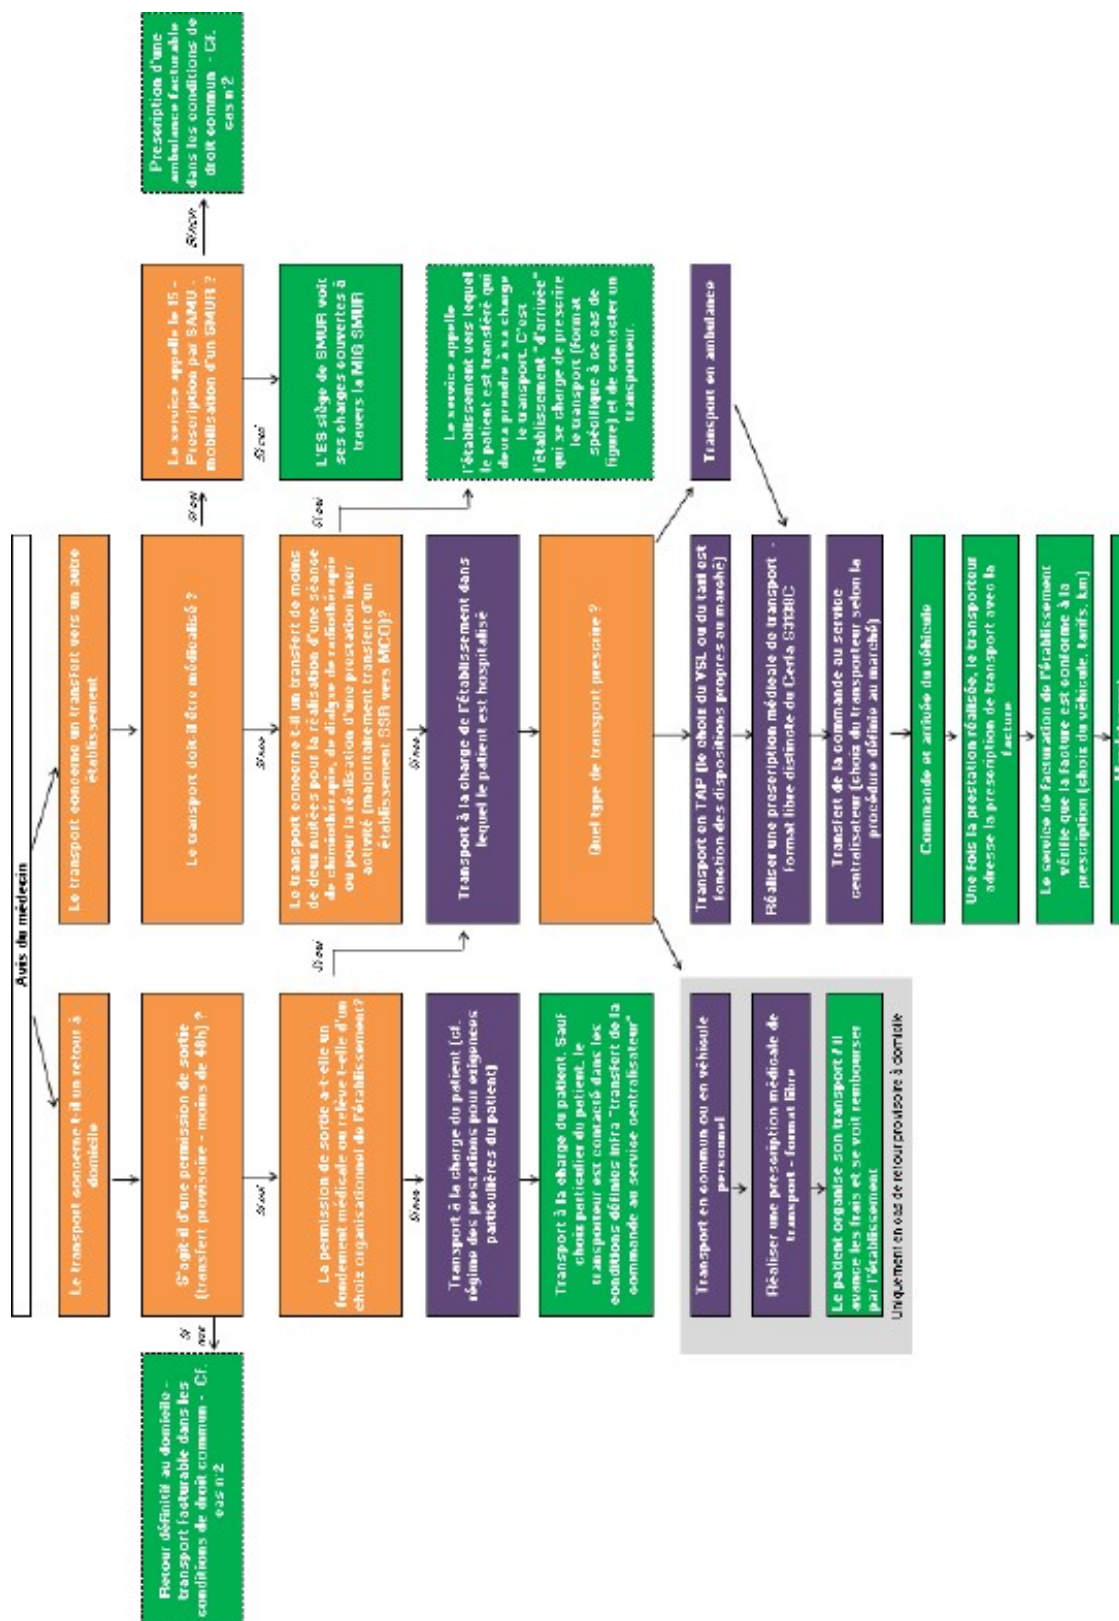 Avis du médecin
Le transport concerne t-il un retour à
domicile
Le transport concerne un transfert vers un autre
établissement
S'agit-il d'une permission de sortie
(transfert provisoire - moins de 48h) ?
Si
non
Retour définitif au domicile -
transport facturable dans les
conditions de droit commun - Cf.
cas n°2
Le transport doit-il être médicalisé ?
Si oui
Le service appelle le 15 -
Prescription par SAMU -
mobilisation d'un SMUR ?
Si non
Prescription d'une
ambulance facturable
dans les conditions de
droit commun - Cf.
cas n°2
Si oui
La permission de sortie a-t-elle un
fondement médicale ou relève t-elle d'un
choix organisationnel de l'établissement?
Si non
Le transport concerne t-il un transfert de moins
de deux nuitées pour la réalisation d'une séance
de chimiothérapie, de dialyse de radiothérapie
ou pour la réalisation d'une prestation inter
activité (majoritairement transfert d'un
établissement SSR vers MCO)?
Si oui
L'ES siège de SMUR voit
ses charges couvertes à
travers la MIG SMUR
Si oui
Si oui
Si non
Transport à la charge du patient (cf.
régime des prestations pour exigences
particulières du patient)
Si non
Transport à la charge de l'établissement dans
lequel le patient est hospitalisé
Le service appelle
l'établissement vers lequel
le patient est transféré qui
devra prendre à sa charge
le transport. C'est
l'établissement "d'arrivée"
qui se charge de prescrire
le transport (format
spécifique à ce cas de
figure) et de contacter un
transporteur.
Transport à la charge du patient. Sauf
choix particulier du patient, le
transporteur est contacté dans les
conditions définies infra "transfert de la
commande au service centralisateur"
Quel type de transport prescrire ?
Transport en commun ou en véhicule
personnel
Transport en TAP (le choix du VSL ou du taxi est
fonction des dispositions propres au marché)
Transport en ambulance
Réaliser une prescription médicale de
transport - format libre
Réaliser une prescription médicale de transport -
format libre distincte du Cerfa S3138C
Le patient organise son transport / il
avance les frais et se voit rembourser
par l'établissement
Transfert de la commande au service
centralisateur (choix du transporteur selon la
procédure définie au marché)
Uniquement en cas de retour provisoire à domicile
Commande et arrivée du véhicule
Une fois la prestation réalisée, le transporteur
adresse la prescription de transport avec la
facture
Le service de facturation de l'établissement
vérifie que la facture est conforme à la
prescription (choix du véhicule, tarifs, km)